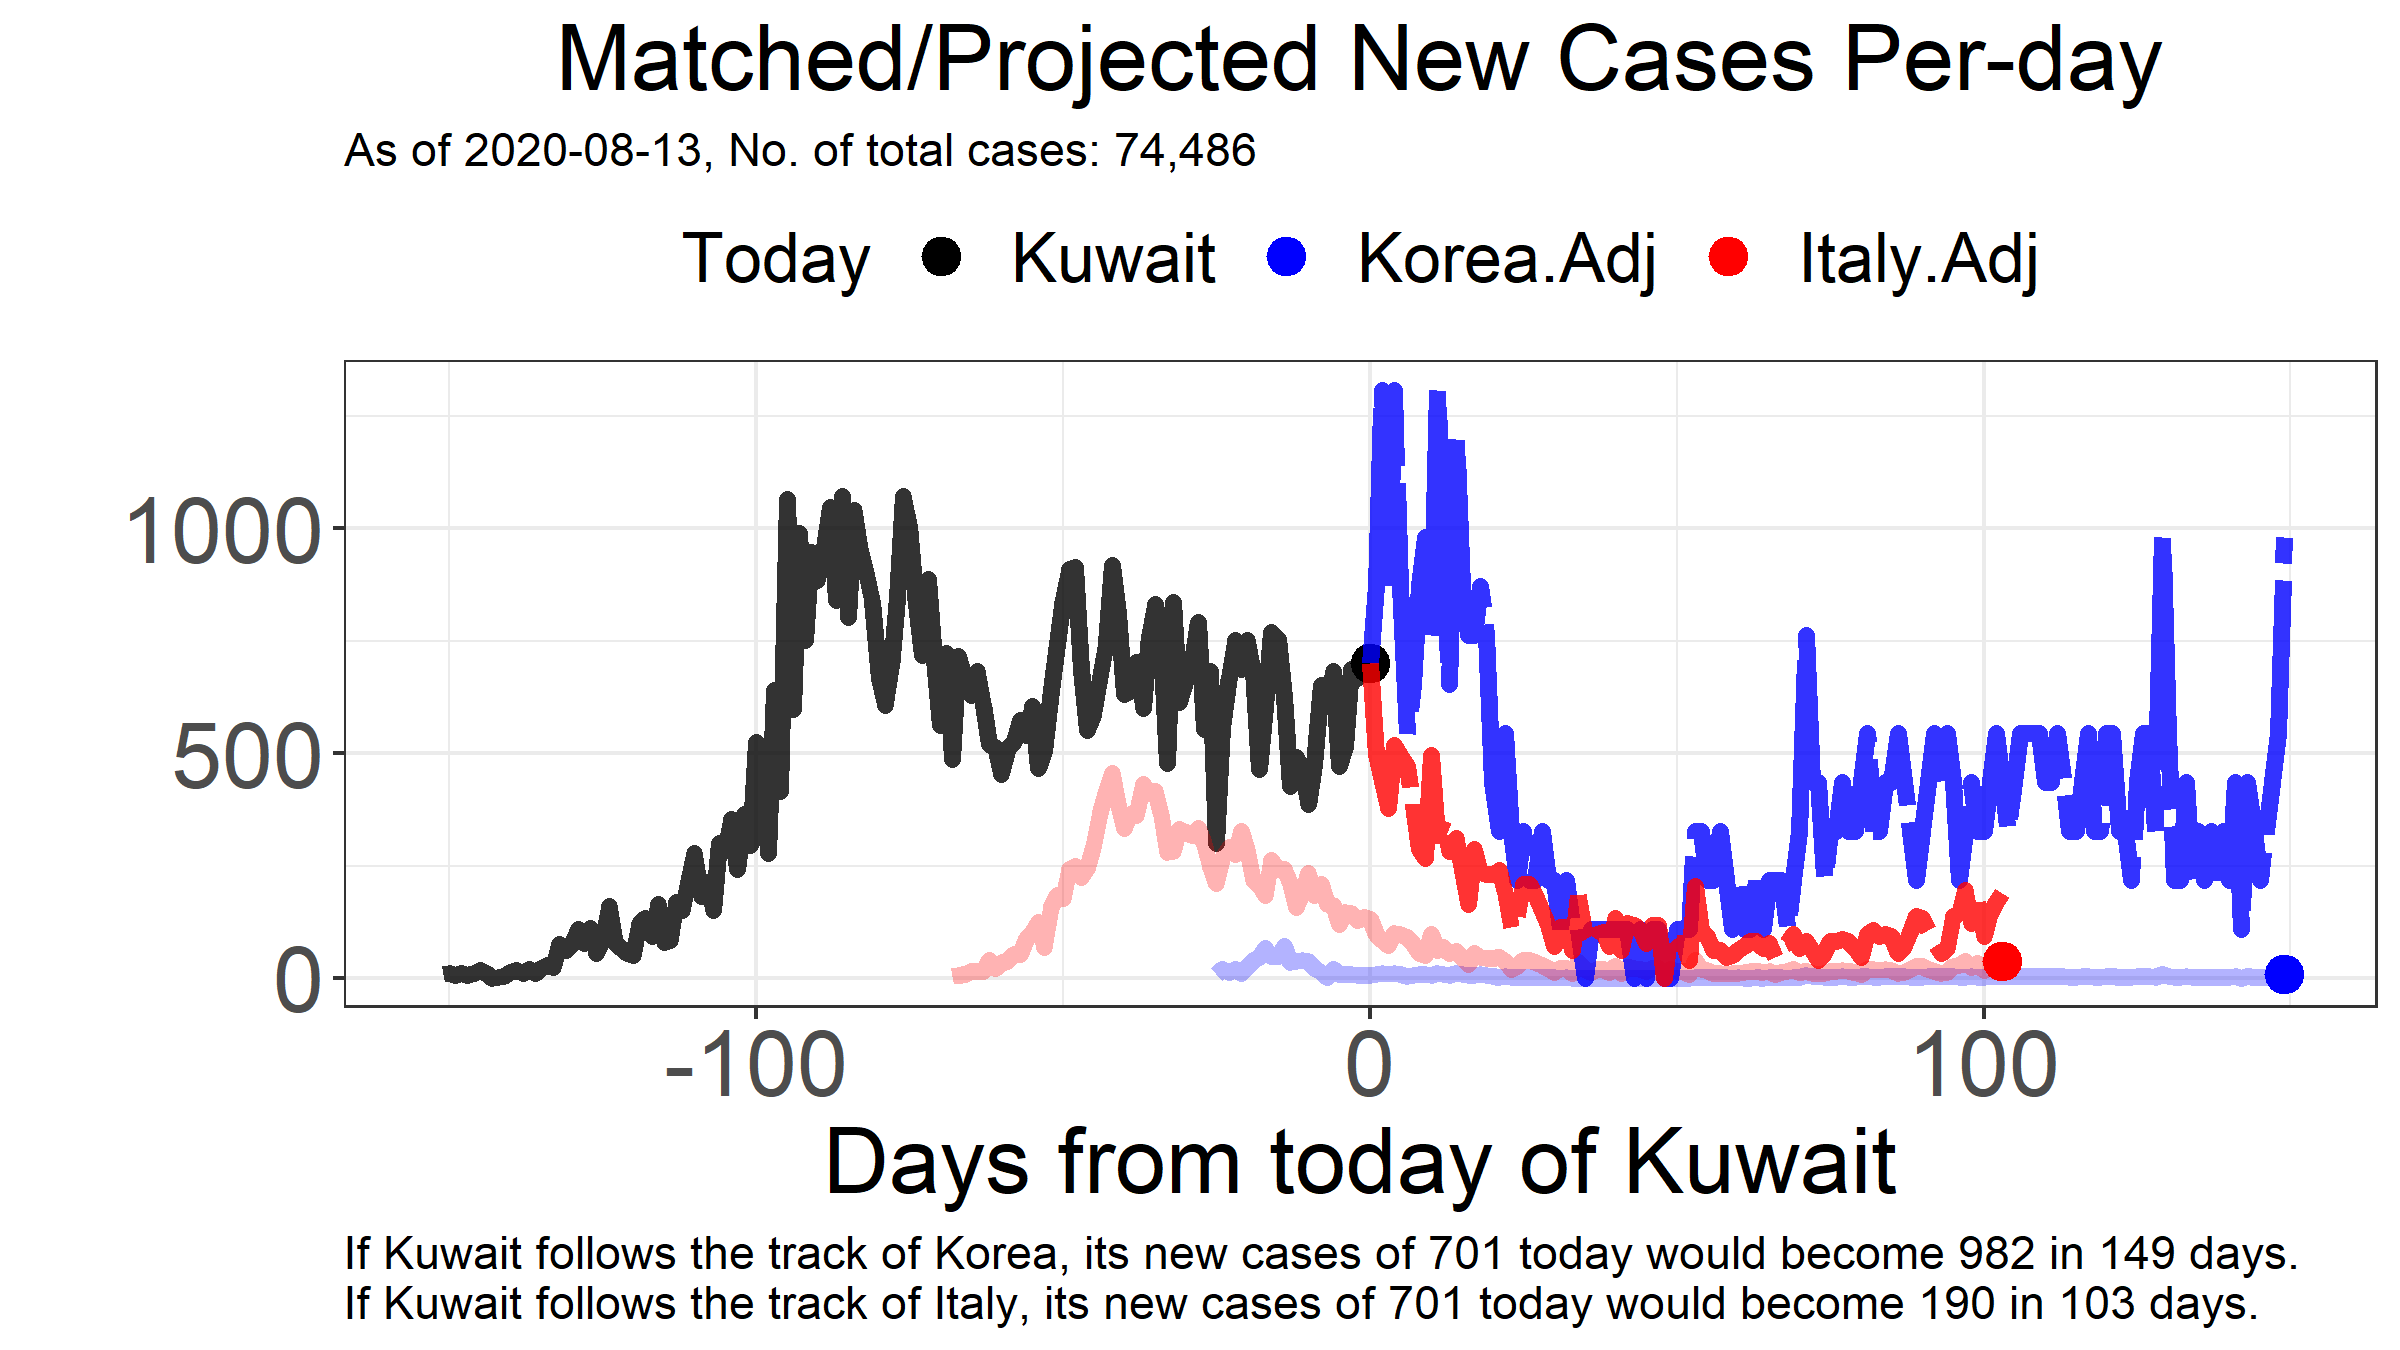 Matched/Projected New Cases Per-day
As of 2020-08-13, No. of total cases: 74,486
Today Kuwait Korea.Adj Italy.Adj
1000
500
0
-100 0 100
Days from today of Kuwait
If Kuwait follows the track of Korea, its new cases of 701 today would become 982 in 149 days.
If Kuwait follows the track of Italy, its new cases of 701 today would become 190 in 103 days.